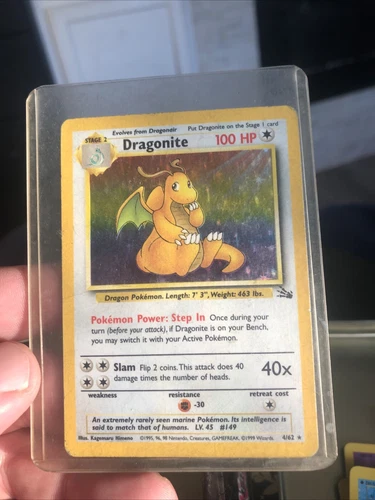 Evolves from Dragonair Put Dragonite on the Stage 1 card
STAGE 2
Dragonite 100 HP
Dragon Pokémon. Length: 7' 3", Weight: 463 lbs.
Pokémon Power: Step In Once during your
turn (before your attack), if Dragonite is on your Bench,
you may switch it with your Active Pokémon.
Slam Flip 2 coins. This attack does 40
damage times the number of heads.
40x
weakness resistance retreat cost
-30
An extremely rarely seen marine Pokémon. Its intelligence is
said to match that of humans. LV. 45 #149
Illus. Kagemaru Himeno ©1995, 96, 98 Nintendo, Creatures, GAMEFREAK. ©1999 Wizards. 4/62